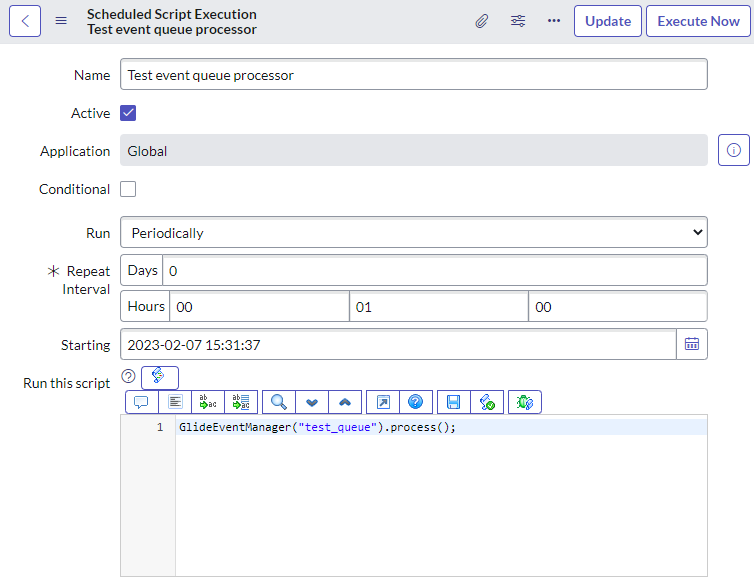 Scheduled Script Execution
Test event queue processor
Update
Execute Now
Name
Test event queue processor
Active
Application
Global
Conditional
Run
Periodically
Repeat Interval
Days
0
Hours
00
01
00
Starting
2023-02-07 15:31:37
Run this script
1
GlideEventManager("test_queue").process();